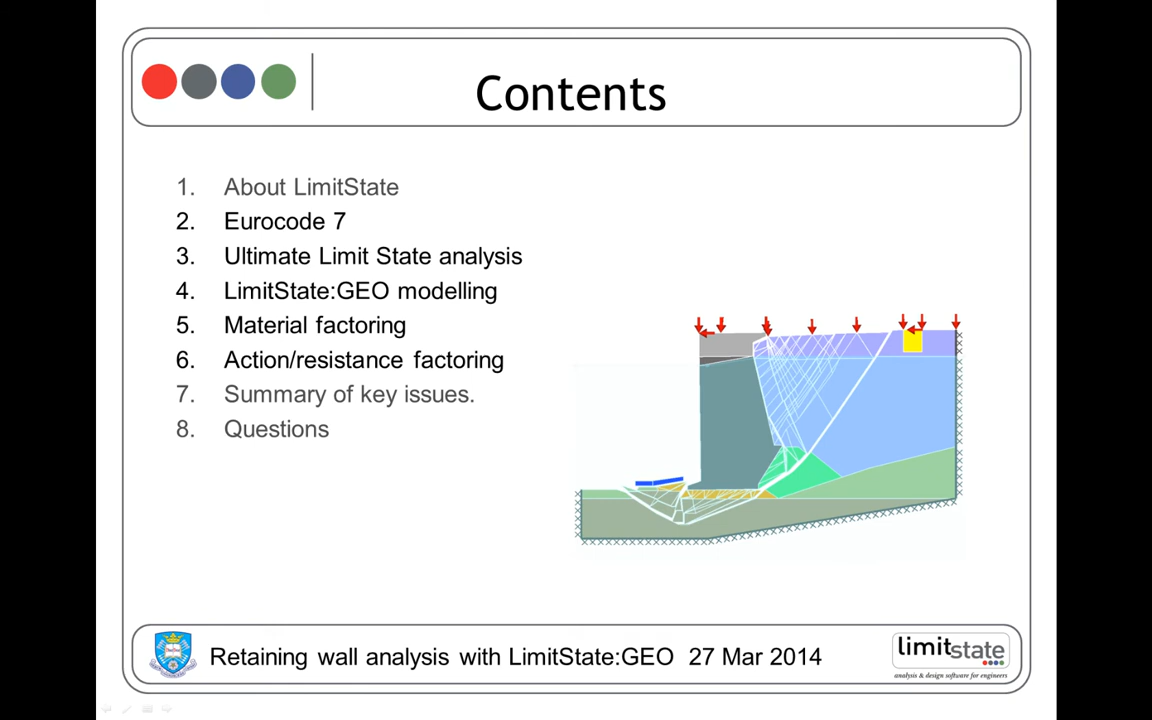 Contents
1. About LimitState
2. Eurocode 7
3. Ultimate Limit State analysis
4. LimitState:GEO modelling
5. Material factoring
6. Action/resistance factoring
7. Summary of key issues.
8. Questions
Retaining wall analysis with LimitState:GEO 27 Mar 2014
limitstate
analysis & design software for engineers